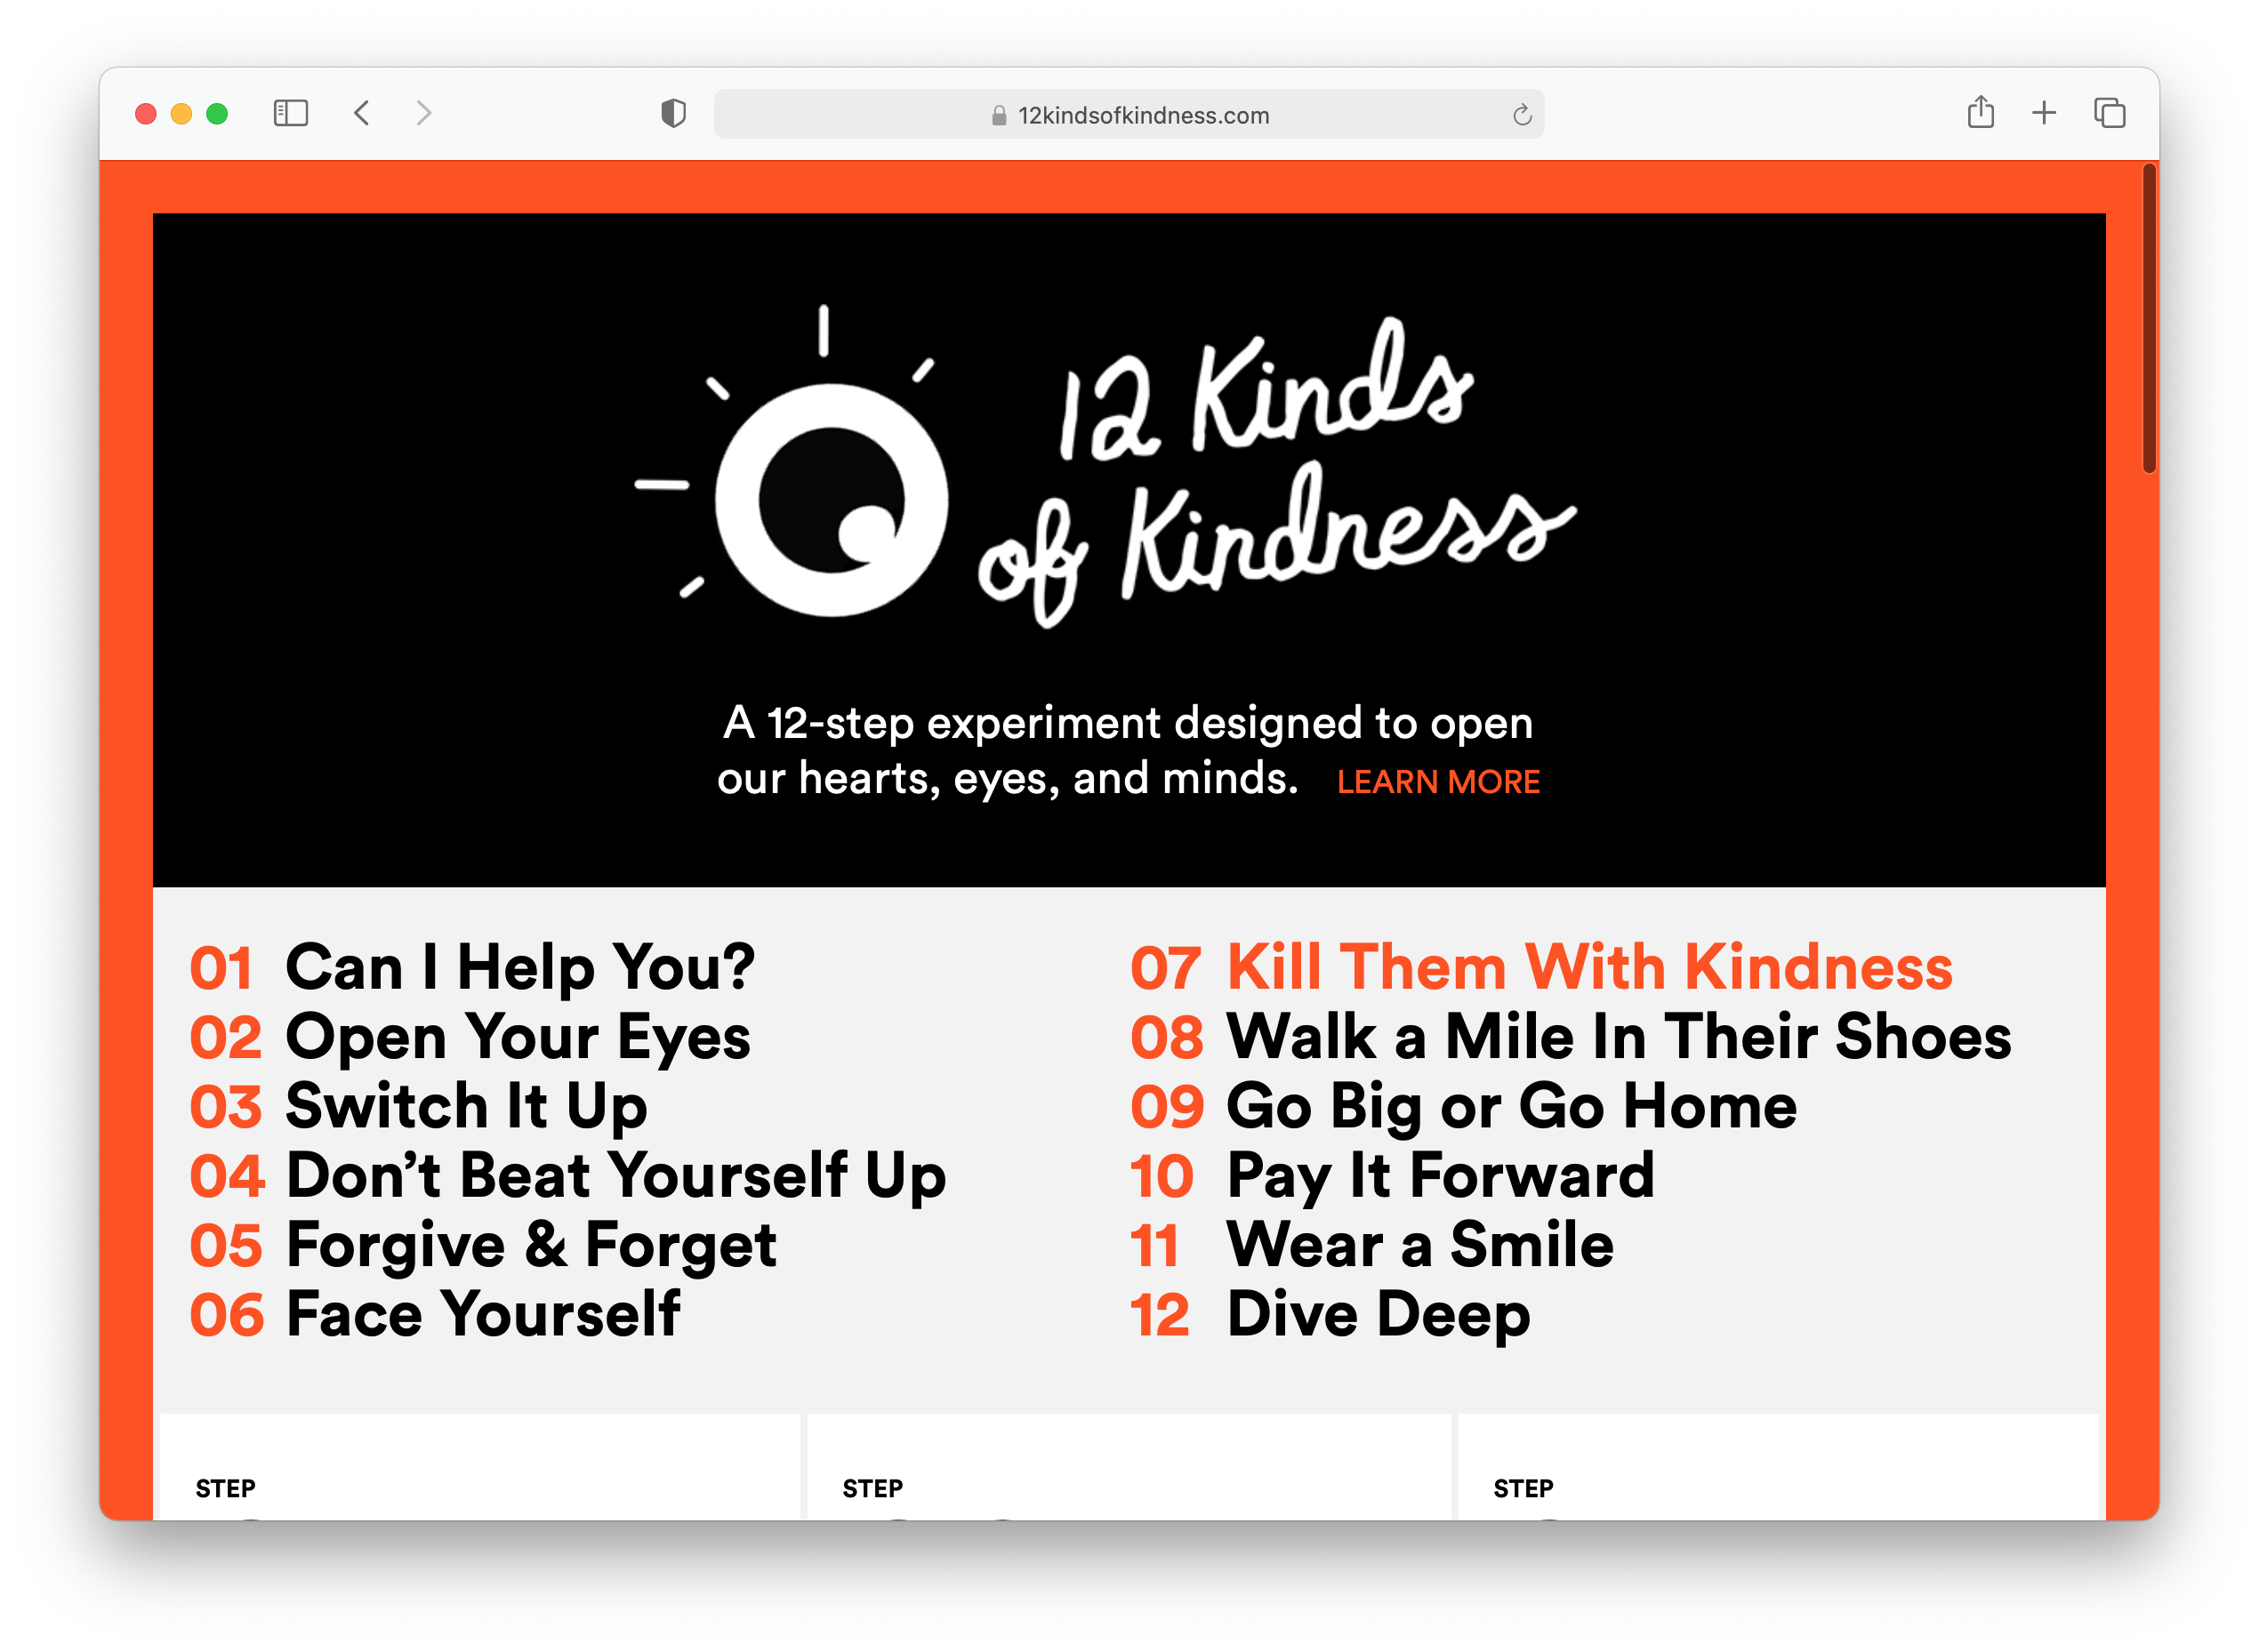 12kindsofkindness.com
12 Kinds
of Kindness
A 12-step experiment designed to open
our hearts, eyes, and minds. LEARN MORE
01 Can I Help You?
02 Open Your Eyes
03 Switch It Up
04 Don’t Beat Yourself Up
05 Forgive & Forget
06 Face Yourself
07 Kill Them With Kindness
08 Walk a Mile In Their Shoes
09 Go Big or Go Home
10 Pay It Forward
11 Wear a Smile
12 Dive Deep
STEP
STEP
STEP